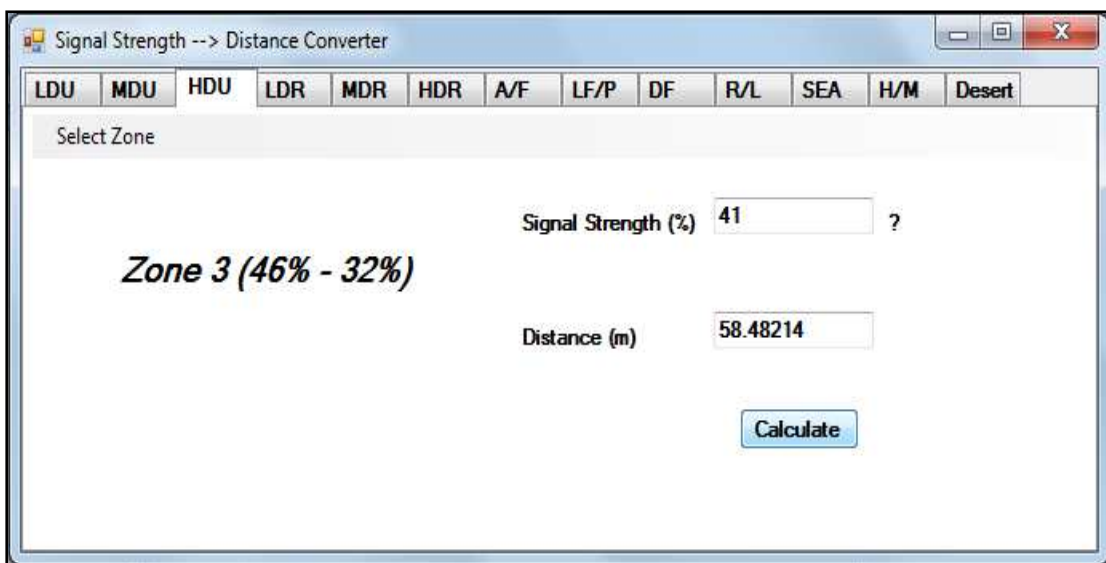 Signal Strength --> Distance Converter
LDU MDU HDU LDR MDR HDR A/F LF/P DF R/L SEA H/M Desert
Select Zone
Signal Strength (%) 41 ?
Zone 3 (46% - 32%)
Distance (m) 58.48214
Calculate